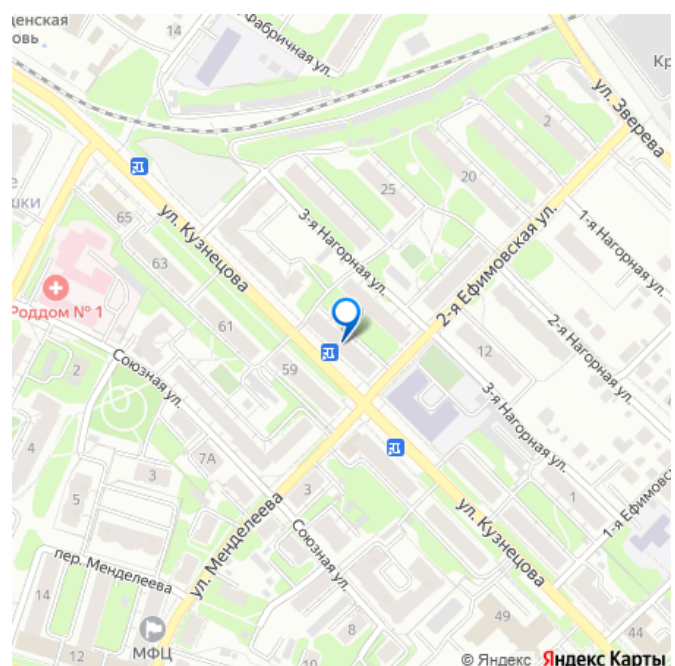 денская
овь
14
Фабричная ул.
Кр
ул. Зверева
2
20
25
65
ул. Кузнецова
3-я Нагорная ул.
1-я Нагорная ул.
2-я Ефимовская ул.
е
шки
63
Роддом № 1
61
2-я Нагорная ул.
12
59
Союзная ул.
2
3-я Нагорная ул.
4
7А
3
5
3
1
1-я Ефимовска
ул. Кузнецова
ул. Менделеева
Союзная ул.
пер. Менделеева
14
МФЦ
12
8
10
49
44
© Яндекс Яндекс Карты